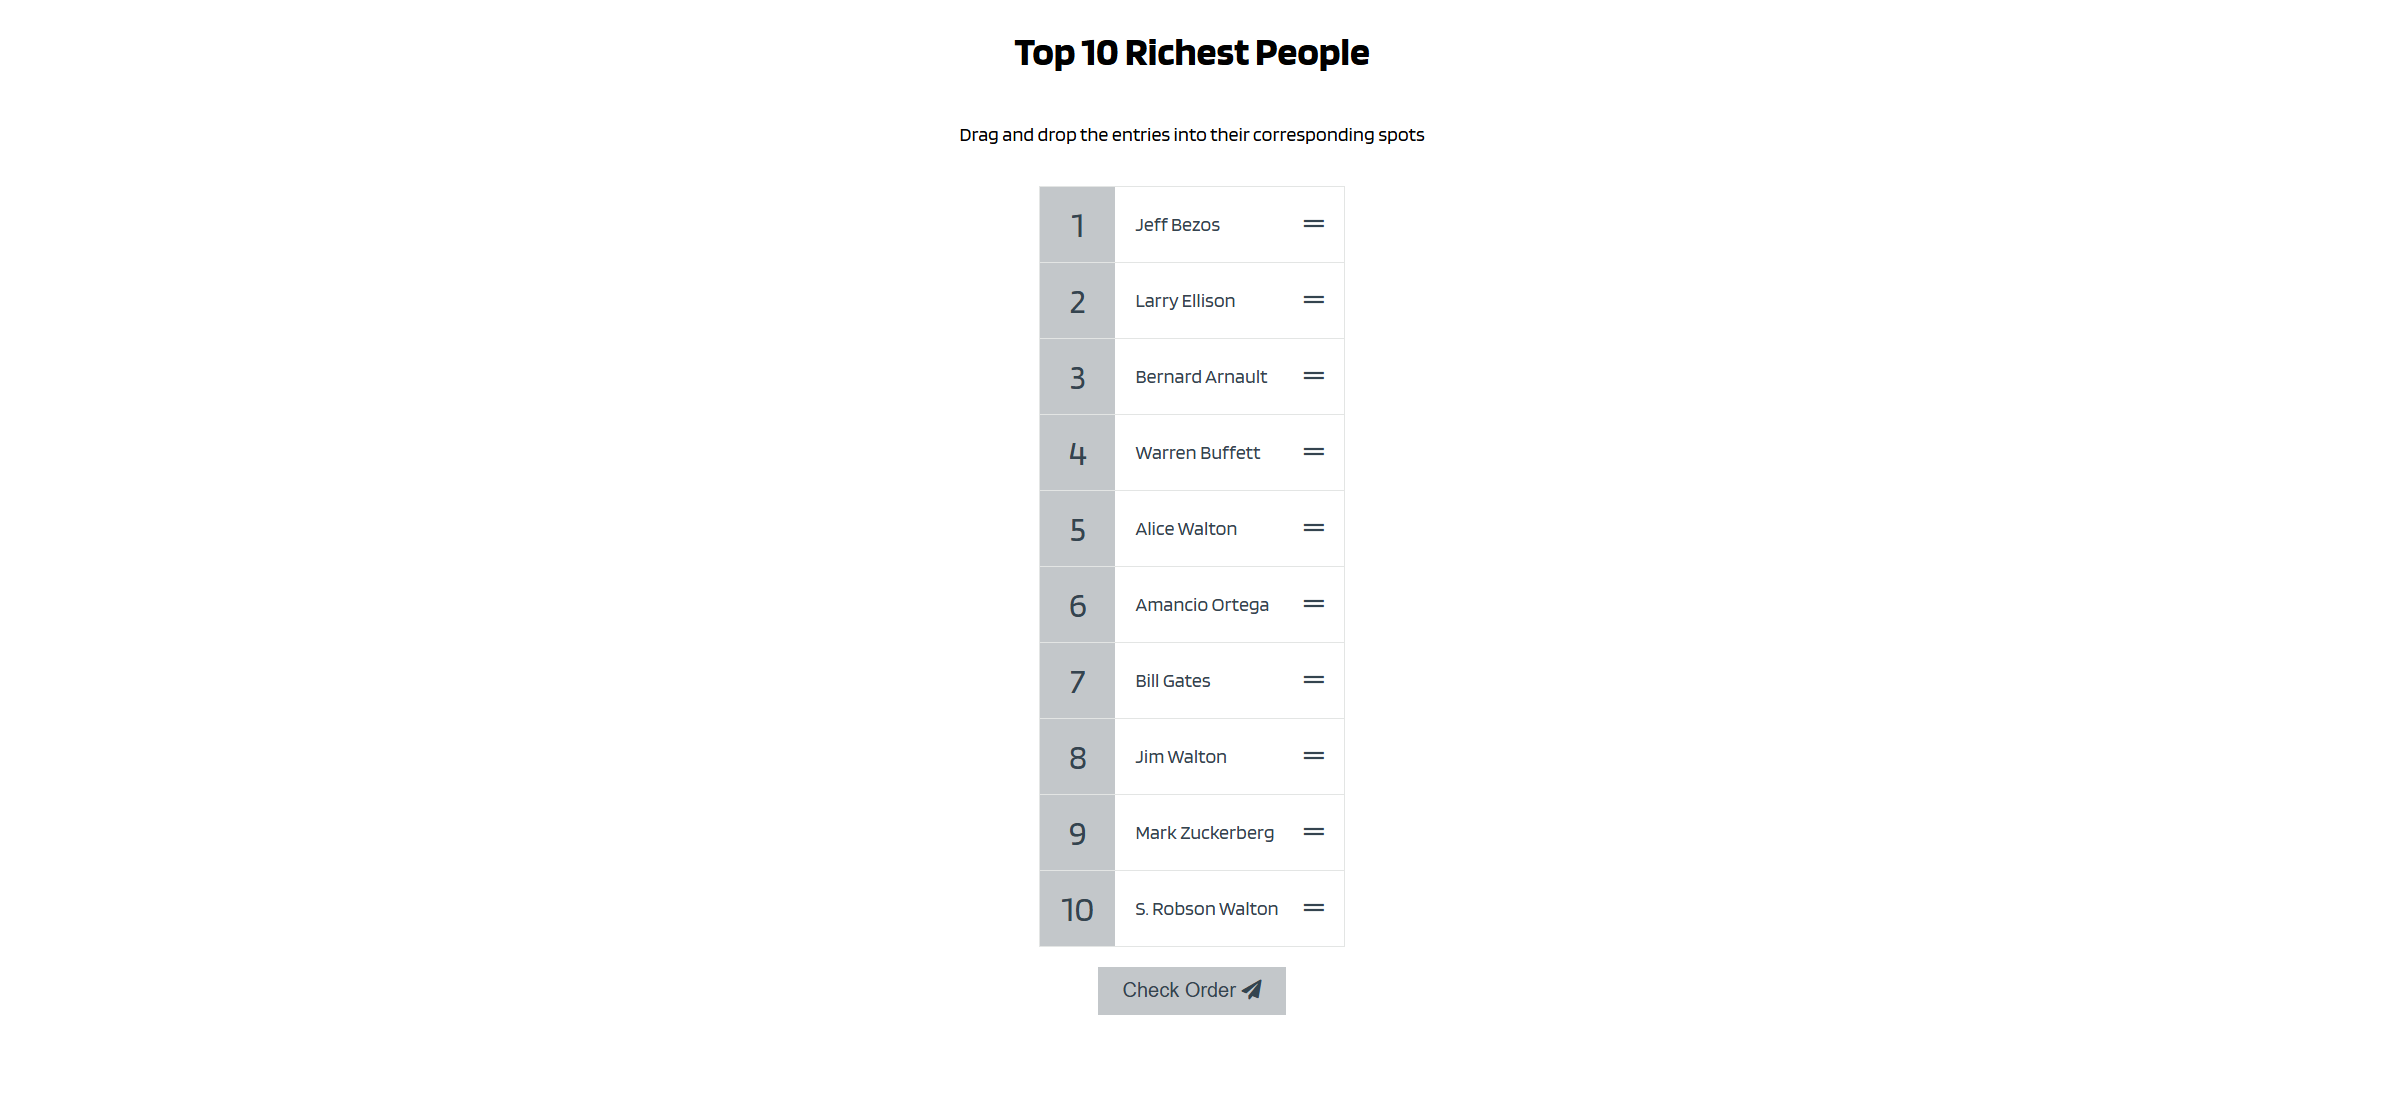 Top 10 Richest People
Drag and drop the entries into their corresponding spots
1 Jeff Bezos
2 Larry Ellison
3 Bernard Arnault
4 Warren Buffett
5 Alice Walton
6 Amancio Ortega
7 Bill Gates
8 Jim Walton
9 Mark Zuckerberg
10 S. Robson Walton
Check Order